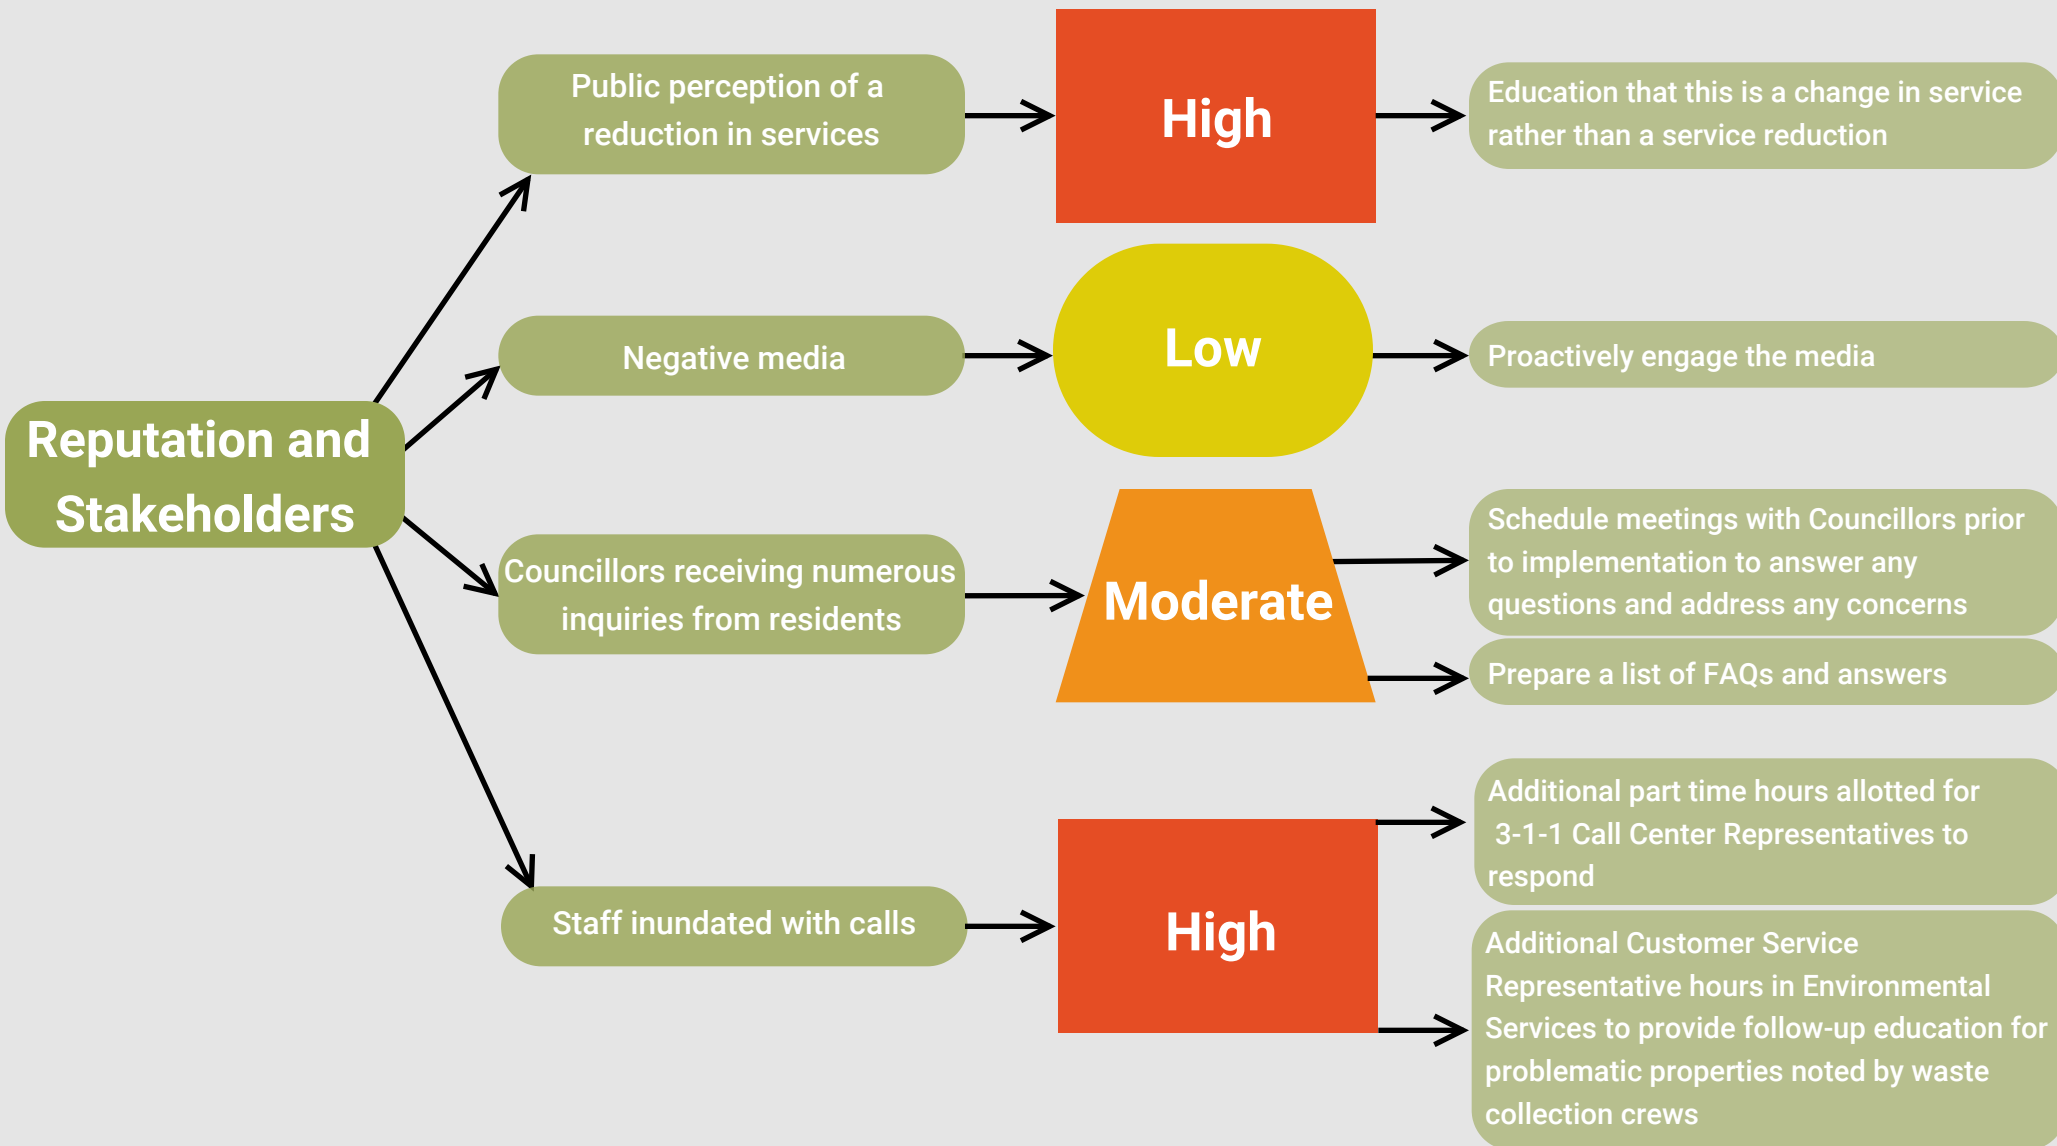 Reputation and
Stakeholders
Public perception of a
reduction in services
High
Education that this is a change in service
rather than a service reduction
Negative media
Low
Proactively engage the media
Councillors receiving numerous
inquiries from residents
Moderate
Schedule meetings with Councillors prior
to implementation to answer any
questions and address any concerns
Prepare a list of FAQs and answers
Staff inundated with calls
High
Additional part time hours allotted for
3-1-1 Call Center Representatives to
respond
Additional Customer Service
Representative hours in Environmental
Services to provide follow-up education for
problematic properties noted by waste
collection crews